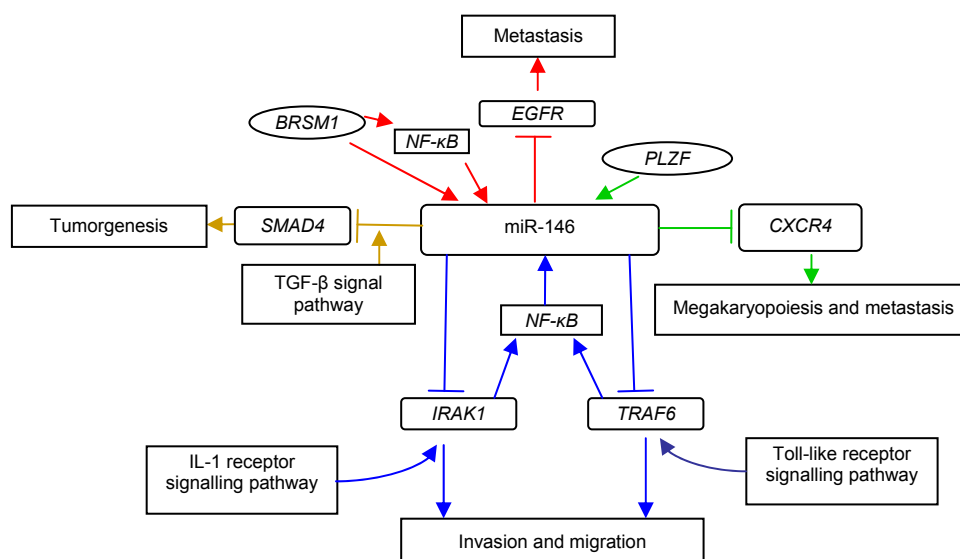 Metastasis
EGFR
BRSM1
NF-κB
PLZF
Tumorgenesis
SMAD4
miR-146
CXCR4
TGF-β signal
pathway
Megakaryopoiesis and metastasis
NF-κB
IRAK1
TRAF6
IL-1 receptor
signalling pathway
Toll-like receptor
signalling pathway
Invasion and migration